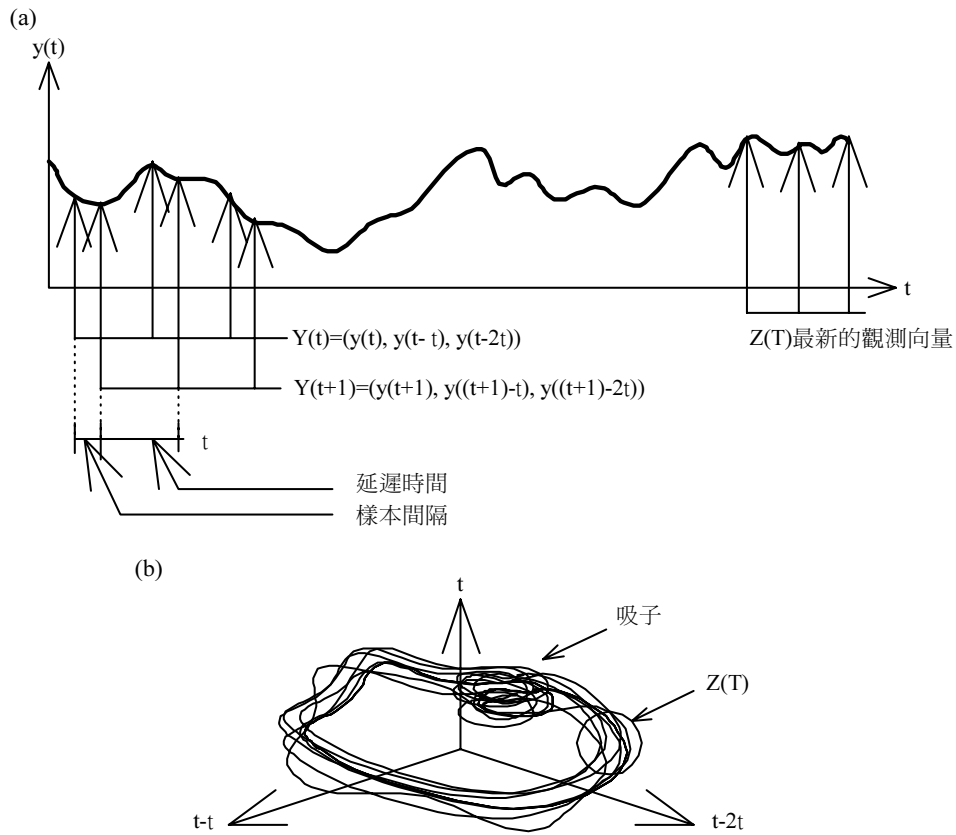 (a)
y(t)
t
Y(t)=(y(t), y(t- t), y(t-2t))
Z(T)最新的觀測向量
Y(t+1)=(y(t+1), y((t+1)-t), y((t+1)-2t))
t
延遲時間
樣本間隔
(b)
t
吸子
Z(T)
t-t
t-2t